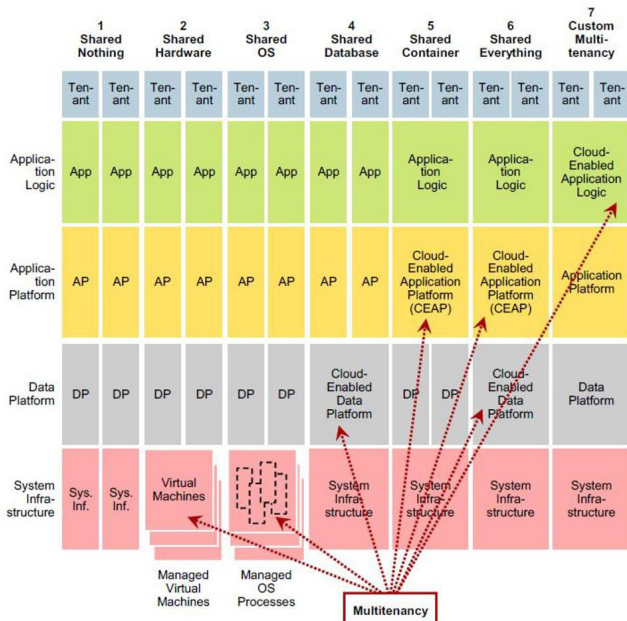 1
Shared
Nothing
2
Shared
Hardware
3
Shared
OS
4
Shared
Database
5
Shared
Container
6
Shared
Everything
7
Custom
Multi-
tenancy
Ten-
ant
Ten-
ant
Ten-
ant
Ten-
ant
Ten-
ant
Ten-
ant
Ten-
ant
Ten-
ant
Ten-
ant
Ten-
ant
Ten-
ant
Ten-
ant
Ten-
ant
Ten-
ant
Applica-
tion
Logic
App
App
App
App
App
App
App
App
Applica-
tion
Logic
Applica-
tion
Logic
Cloud-
Enabled
Application
Logic
Application
Platform
AP
AP
AP
AP
AP
AP
AP
AP
Cloud-
Enabled
Application
Platform
(CEAP)
Cloud-
Enabled
Application
Platform
(CEAP)
Application
Platform
Data
Platform
DP
DP
DP
DP
DP
DP
Cloud-
Enabled
Data
Platform
DP
DP
Cloud-
Enabled
Data
Platform
Data
Platform
System
Infra-
structure
Sys.
Inf.
Sys.
Inf.
Virtual
Machines
System
Infra-
structure
System
Infra-
structure
System
Infra-
structure
System
Infra-
structure
Managed
Virtual
Machines
Managed
OS
Processes
Multitenancy